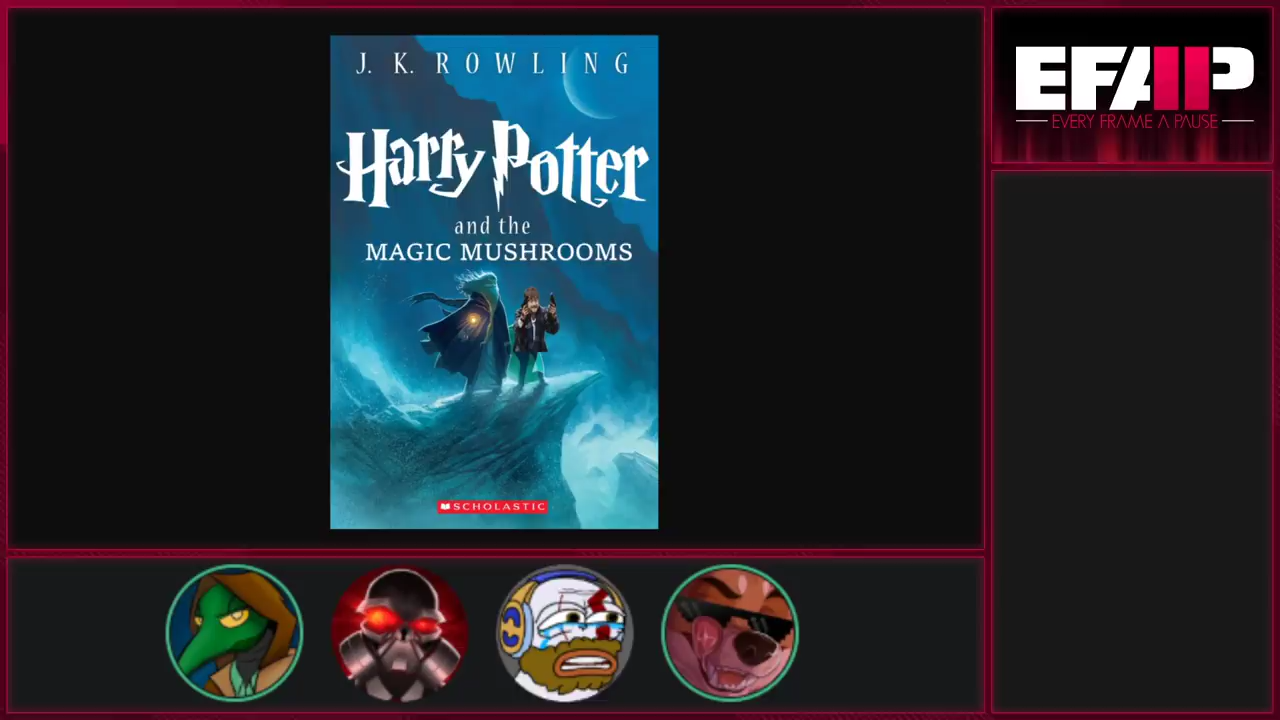 J. K. ROWLING
Harry Potter
and the
MAGIC MUSHROOMS
SCHOLASTIC
EFAP
EVERY FRAME A PAUSE